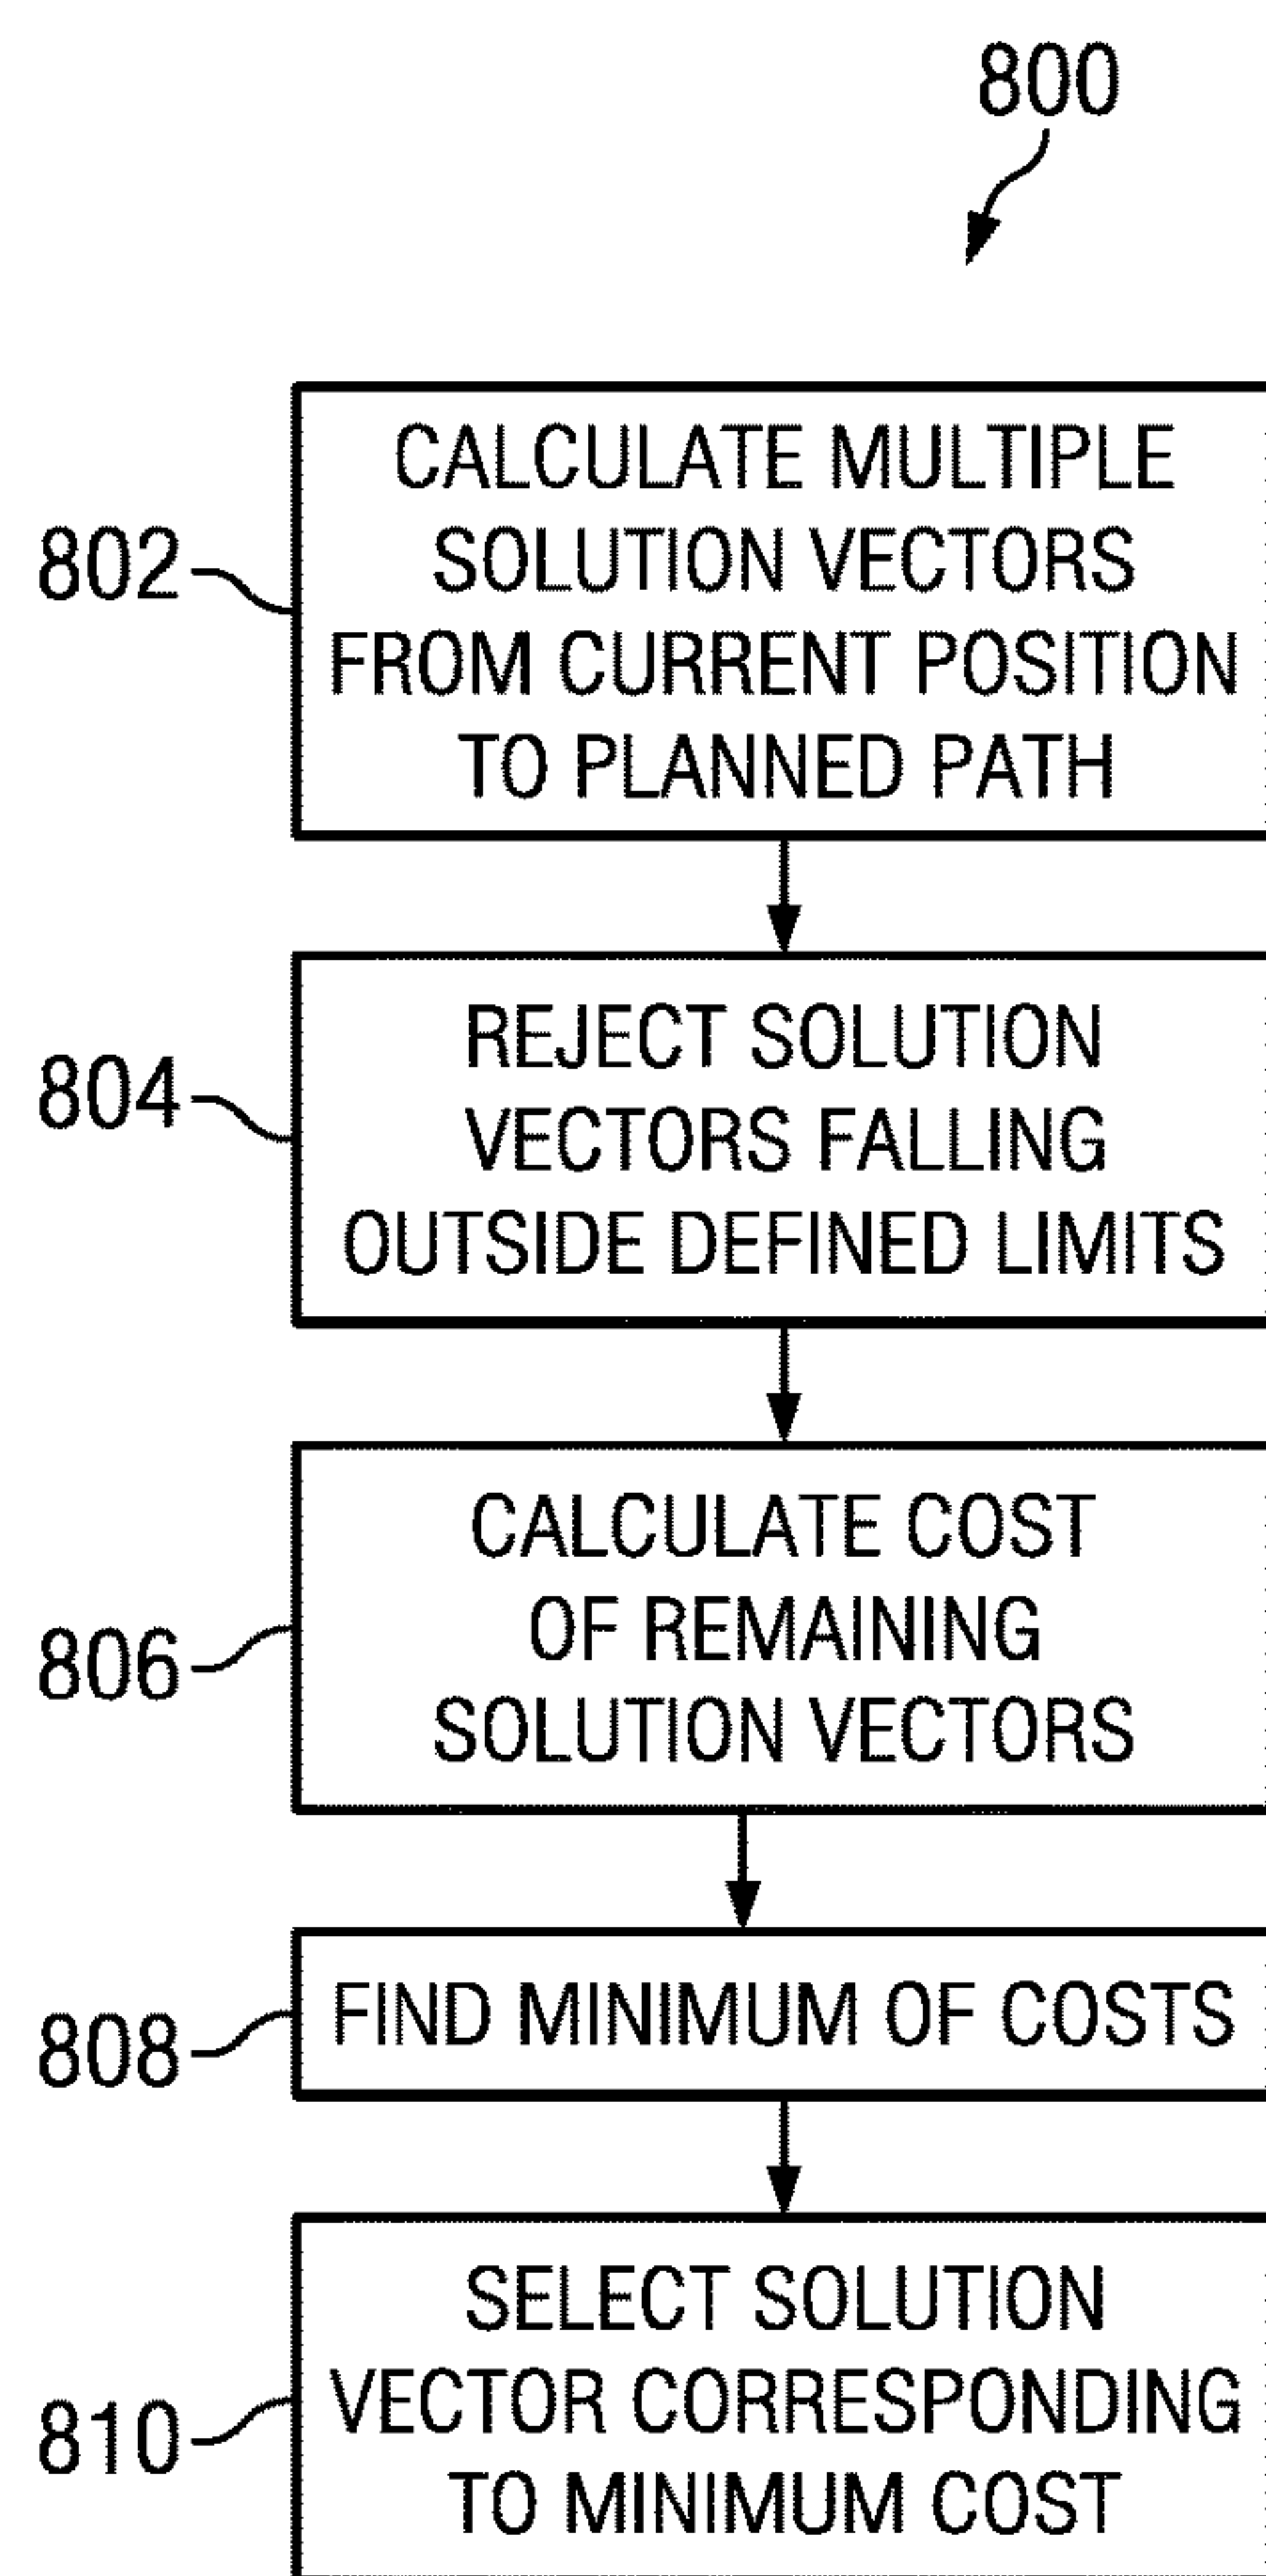 800
802
CALCULATE MULTIPLE
SOLUTION VECTORS
FROM CURRENT POSITION
TO PLANNED PATH
804
REJECT SOLUTION
VECTORS FALLING
OUTSIDE DEFINED LIMITS
806
CALCULATE COST
OF REMAINING
SOLUTION VECTORS
808
FIND MINIMUM OF COSTS
810
SELECT SOLUTION
VECTOR CORRESPONDING
TO MINIMUM COST